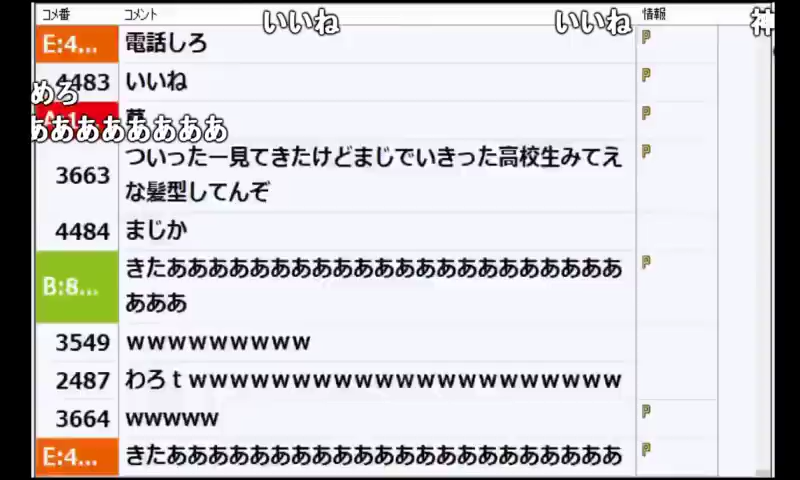 コメ番 コメント 情報
いいね いいね 神
E:4... 電話しろ P
4483 いいね P
めろ
A:1... 草 P
ああああああああ
3663 ついった一見てきたけどまじでいきった高校生みてえ P
な髪型してんぞ
4484 まじか
B:8... きたああああああああああああああああああああああ P
あああ
3549 ｗｗｗｗｗｗｗｗｗ
2487 わろｔｗｗｗｗｗｗｗｗｗｗｗｗｗｗｗｗｗｗｗｗｗ
3664 wwwww P
E:4... きたああああああああああああああああああああああ P